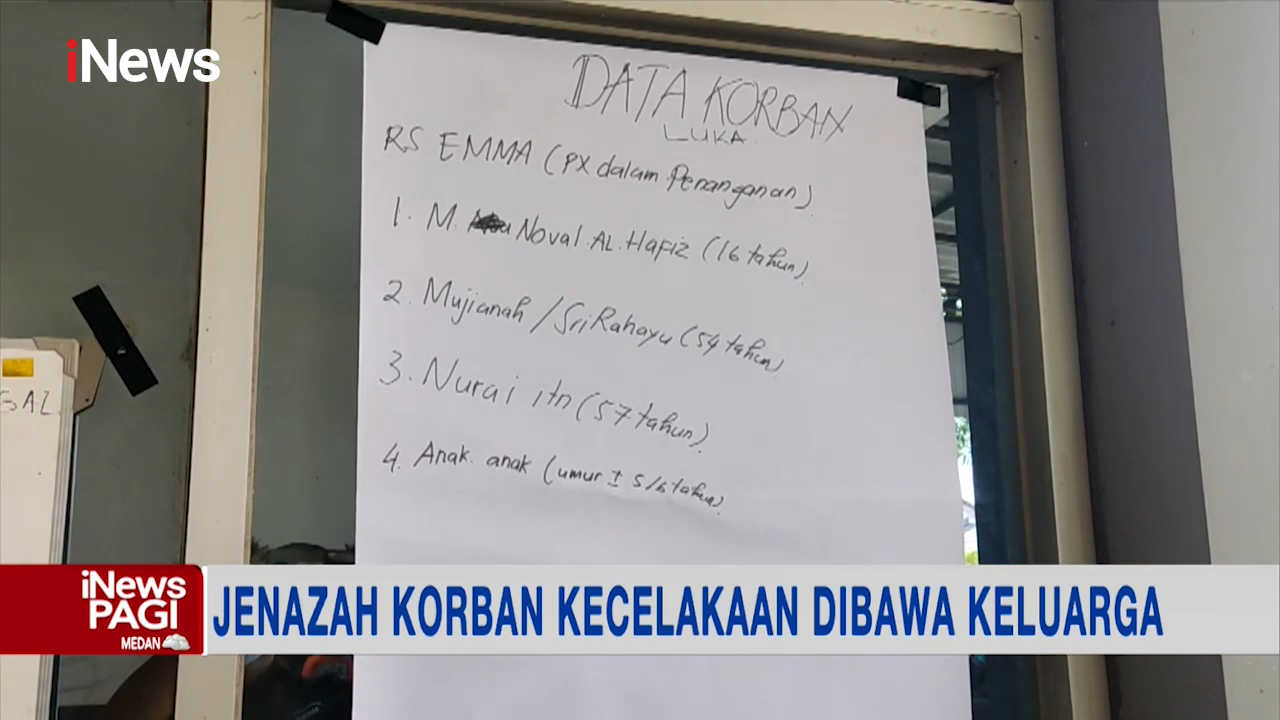 iNews
DATA KORBAN
LUKA
RS EMMA (PX dalam Penanganan)
1. M. Noval AL. Hafiz (16 tahun)
2. Mujianah / Sri Rahayu (54 tahun)
3. Nurai itn (57 tahun)
4. Anak. anak (umur ± 5/6 tahun)
GAL
iNews
PAGI
MEDAN
JENAZAH KORBAN KECELAKAAN DIBAWA KELUARGA